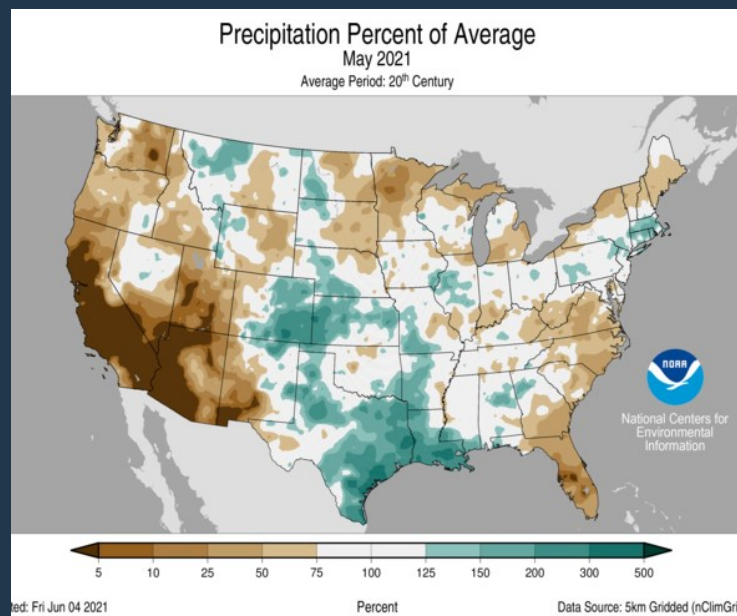 Precipitation Percent of Average
May 2021
Average Period: 20th Century
NOAA
National Centers for
Environmental
Information
5 10 25 50 75 100 125 150 200 300 500
ted: Fri Jun 04 2021 Percent Data Source: 5km Gridded (nClimGri